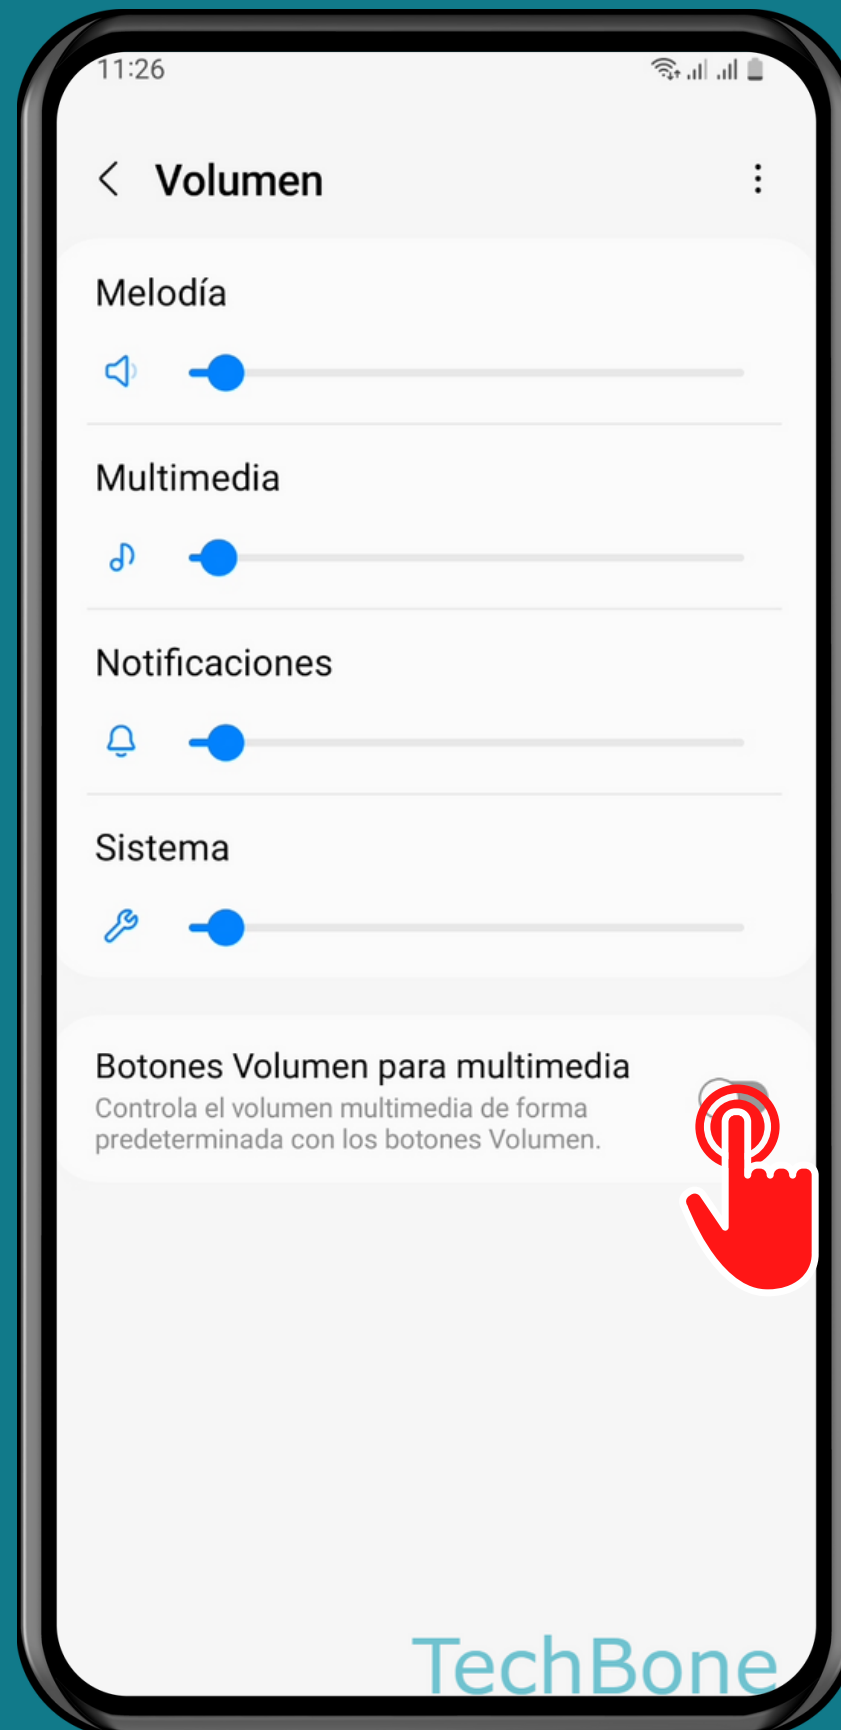 11:26
Volumen
Melodía
Multimedia
Notificaciones
Sistema
Botones Volumen para multimedia
Controla el volumen multimedia de forma
predeterminada con los botones Volumen.
TechBone